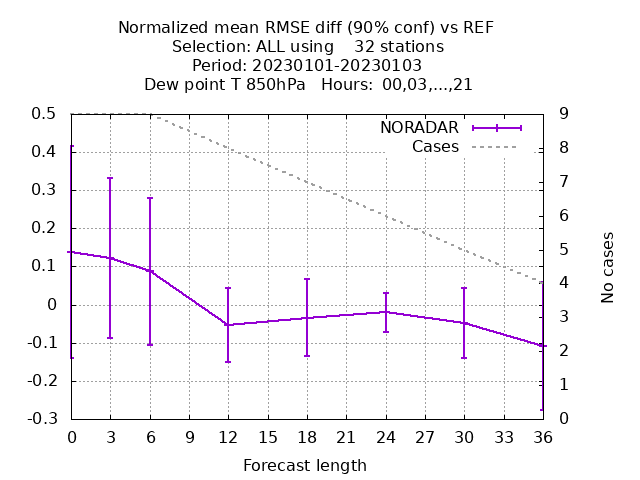 Normalized mean RMSE diff (90% conf) vs REF
Selection: ALL using    32 stations
Period: 20230101-20230103
Dew point T 850hPa   Hours: 00,03,...,21
NORADAR
Cases
0.5
0.4
0.3
0.2
0.1
0
-0.1
-0.2
-0.3
9
8
7
6
5
4
3
2
1
0
No cases
0 3 6 9 12 15 18 21 24 27 30 33 36
Forecast length